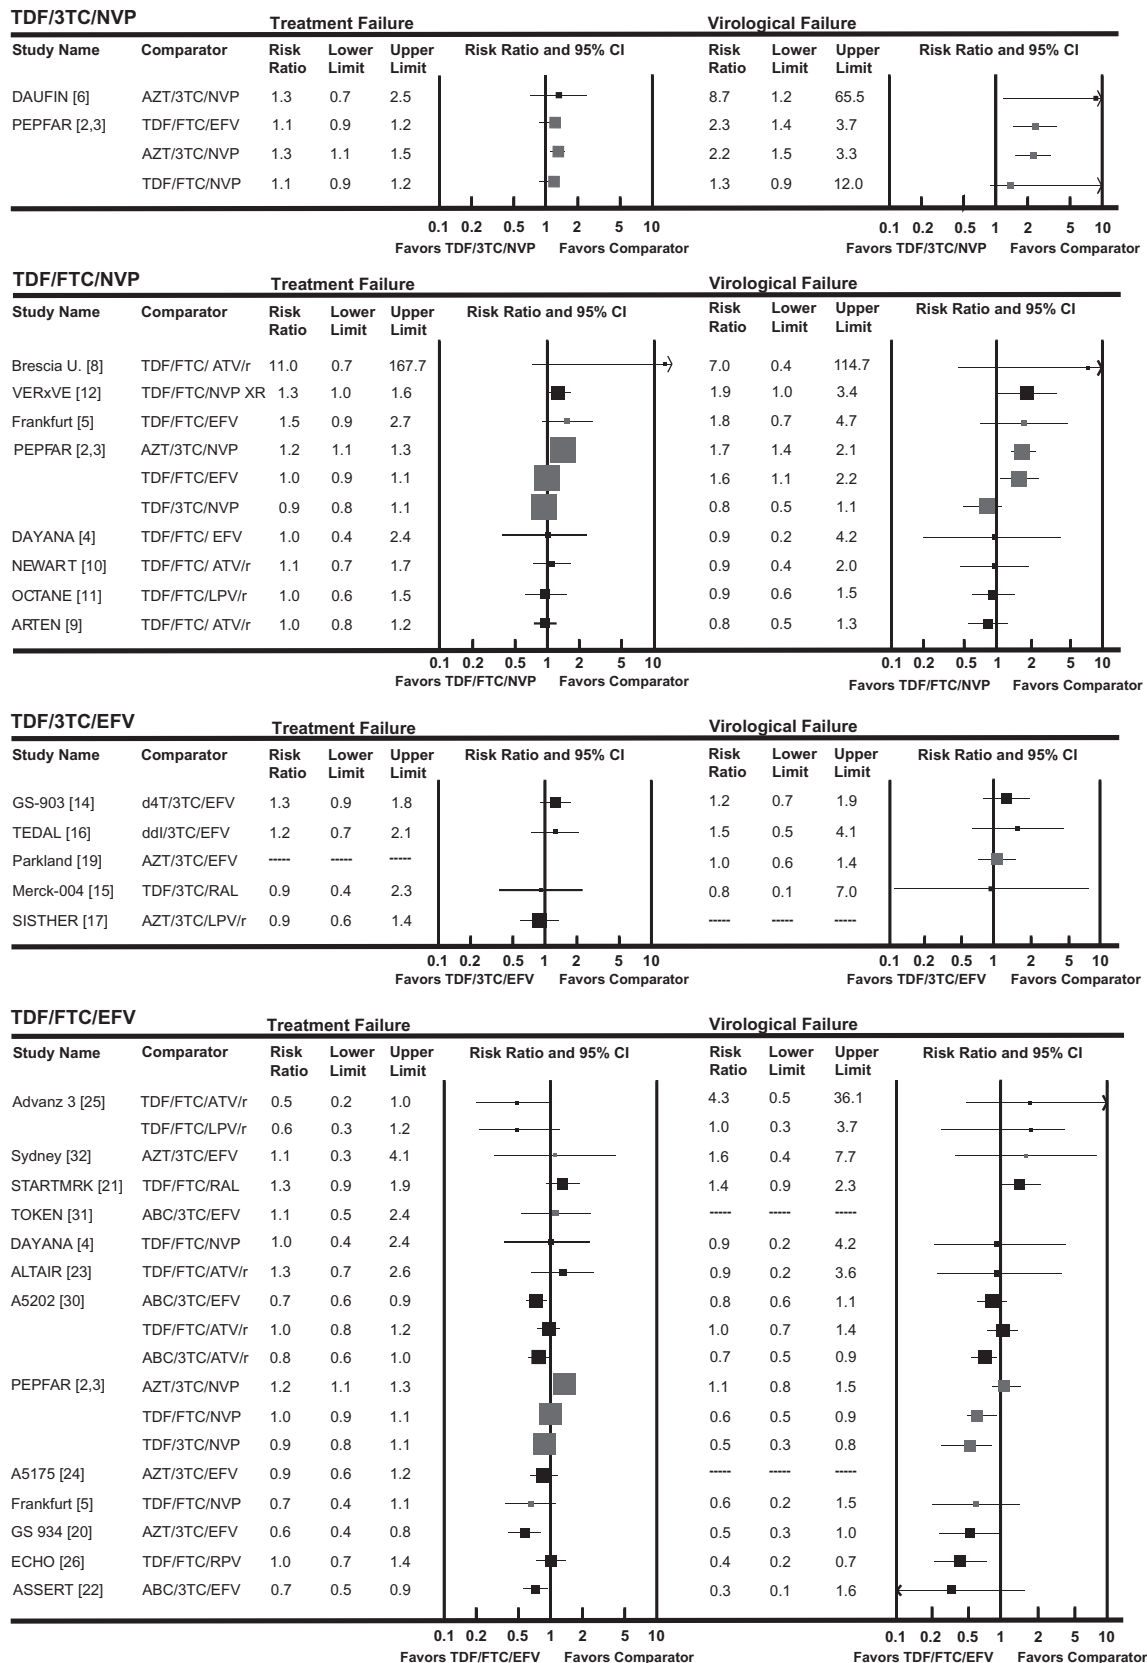 TDF/3TC/NVP
Treatment Failure Virological Failure
Study Name Comparator Risk Ratio Lower Limit Upper Limit Risk Ratio and 95% CI Risk Ratio Lower Limit Upper Limit Risk Ratio and 95% CI
DAUFIN [6] AZT/3TC/NVP 1.3 0.7 2.5 8.7 1.2 65.5
PEPFAR [2,3] TDF/FTC/EFV 1.1 0.9 1.2 2.3 1.4 3.7
AZT/3TC/NVP 1.3 1.1 1.5 2.2 1.5 3.3
TDF/FTC/NVP 1.1 0.9 1.2 1.3 0.9 12.0
0.1 0.2 0.5 1 2 5 10 0.1 0.2 0.5 1 2 5 10
Favors TDF/3TC/NVP Favors Comparator Favors TDF/3TC/NVP Favors Comparator
TDF/FTC/NVP
Treatment Failure Virological Failure
Study Name Comparator Risk Ratio Lower Limit Upper Limit Risk Ratio and 95% CI Risk Ratio Lower Limit Upper Limit Risk Ratio and 95% CI
Brescia U. [8] TDF/FTC/ ATV/r 11.0 0.7 167.7 7.0 0.4 114.7
VERxVE [12] TDF/FTC/NVP XR 1.3 1.0 1.6 1.9 1.0 3.4
Frankfurt [5] TDF/FTC/EFV 1.5 0.9 2.7 1.8 0.7 4.7
PEPFAR [2,3] AZT/3TC/NVP 1.2 1.1 1.3 1.7 1.4 2.1
TDF/FTC/EFV 1.0 0.9 1.1 1.6 1.1 2.2
TDF/3TC/NVP 0.9 0.8 1.1 0.8 0.5 1.1
DAYANA [4] TDF/FTC/ EFV 1.0 0.4 2.4 0.9 0.2 4.2
NEWART [10] TDF/FTC/ ATV/r 1.1 0.7 1.7 0.9 0.4 2.0
OCTANE [11] TDF/FTC/LPV/r 1.0 0.6 1.5 0.9 0.6 1.5
ARTEN [9] TDF/FTC/ ATV/r 1.0 0.8 1.2 0.8 0.5 1.3
0.1 0.2 0.5 1 2 5 10 0.1 0.2 0.5 1 2 5 10
Favors TDF/FTC/NVP Favors Comparator Favors TDF/FTC/NVP Favors Comparator
TDF/3TC/EFV
Treatment Failure Virological Failure
Study Name Comparator Risk Ratio Lower Limit Upper Limit Risk Ratio and 95% CI Risk Ratio Lower Limit Upper Limit Risk Ratio and 95% CI
GS-903 [14] d4T/3TC/EFV 1.3 0.9 1.8 1.2 0.7 1.9
TEDAL [16] ddI/3TC/EFV 1.2 0.7 2.1 1.5 0.5 4.1
Parkland [19] AZT/3TC/EFV ----- ----- ----- 1.0 0.6 1.4
Merck-004 [15] TDF/3TC/RAL 0.9 0.4 2.3 0.8 0.1 7.0
SISTHER [17] AZT/3TC/LPV/r 0.9 0.6 1.4 ----- ----- -----
0.1 0.2 0.5 1 2 5 10 0.1 0.2 0.5 1 2 5 10
Favors TDF/3TC/EFV Favors Comparator Favors TDF/3TC/EFV Favors Comparator
TDF/FTC/EFV
Treatment Failure Virological Failure
Study Name Comparator Risk Ratio Lower Limit Upper Limit Risk Ratio and 95% CI Risk Ratio Lower Limit Upper Limit Risk Ratio and 95% CI
Advanz 3 [25] TDF/FTC/ATV/r 0.5 0.2 1.0 4.3 0.5 36.1
TDF/FTC/LPV/r 0.6 0.3 1.2 1.0 0.3 3.7
Sydney [32] AZT/3TC/EFV 1.1 0.3 4.1 1.6 0.4 7.7
STARTMRK [21] TDF/FTC/RAL 1.3 0.9 1.9 1.4 0.9 2.3
TOKEN [31] ABC/3TC/EFV 1.1 0.5 2.4 ----- ----- -----
DAYANA [4] TDF/FTC/NVP 1.0 0.4 2.4 0.9 0.2 4.2
ALTAIR [23] TDF/FTC/ATV/r 1.3 0.7 2.6 0.9 0.2 3.6
A5202 [30] ABC/3TC/EFV 0.7 0.6 0.9 0.8 0.6 1.1
TDF/FTC/ATV/r 1.0 0.8 1.2 1.0 0.7 1.4
ABC/3TC/ATV/r 0.8 0.6 1.0 0.7 0.5 0.9
PEPFAR [2,3] AZT/3TC/NVP 1.2 1.1 1.3 1.1 0.8 1.5
TDF/FTC/NVP 1.0 0.9 1.1 0.6 0.5 0.9
TDF/3TC/NVP 0.9 0.8 1.1 0.5 0.3 0.8
A5175 [24] AZT/3TC/EFV 0.9 0.6 1.2 ----- ----- -----
Frankfurt [5] TDF/FTC/NVP 0.7 0.4 1.1 0.6 0.2 1.5
GS 934 [20] AZT/3TC/EFV 0.6 0.4 0.8 0.5 0.3 1.0
ECHO [26] TDF/FTC/RPV 1.0 0.7 1.4 0.4 0.2 0.7
ASSERT [22] ABC/3TC/EFV 0.7 0.5 0.9 0.3 0.1 1.6
0.1 0.2 0.5 1 2 5 10 0.1 0.2 0.5 1 2 5 10
Favors TDF/FTC/EFV Favors Comparator Favors TDF/FTC/EFV Favors Comparator